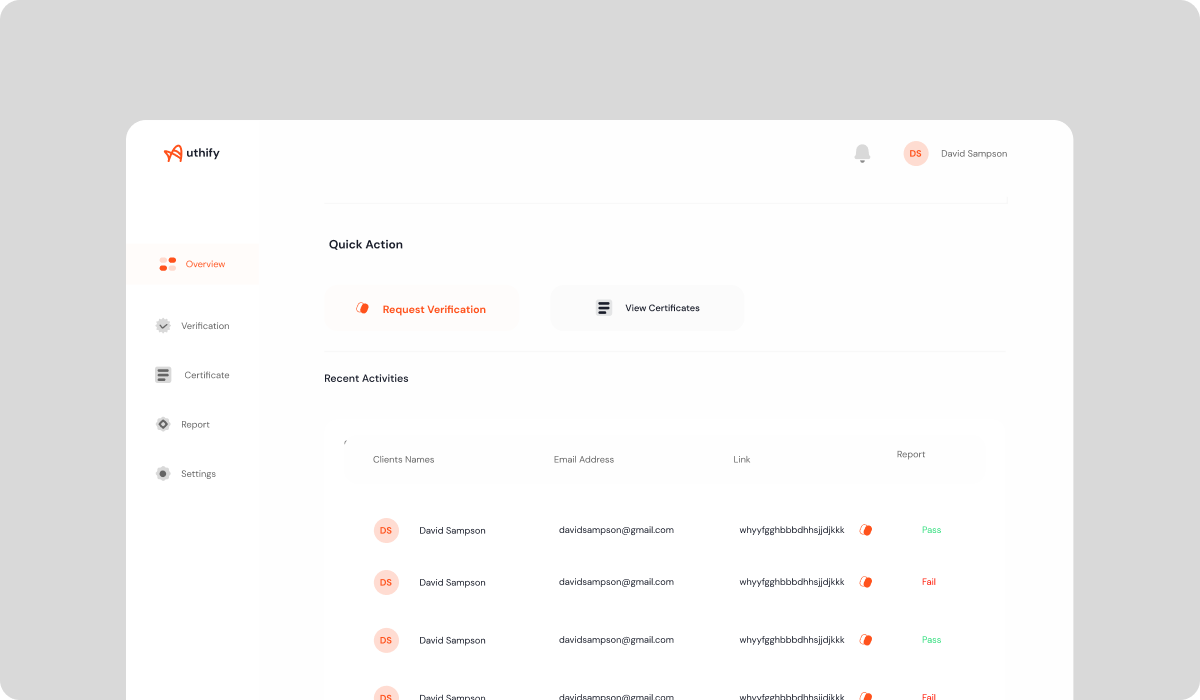 uthify
DS David Sampson
Quick Action
Overview
Request Verification
View Certificates
Verification
Certificate
Report
Settings
Recent Activities
Clients Names Email Address Link Report
DS David Sampson davidsampson@gmail.com whyyfgghbbbdhhsjjdjkkk Pass
DS David Sampson davidsampson@gmail.com whyyfgghbbbdhhsjjdjkkk Fail
DS David Sampson davidsampson@gmail.com whyyfgghbbbdhhsjjdjkkk Pass
DS David Sampson davidsampson@gmail.com whyyfgghbbbdhhsjjdjkkk Fail